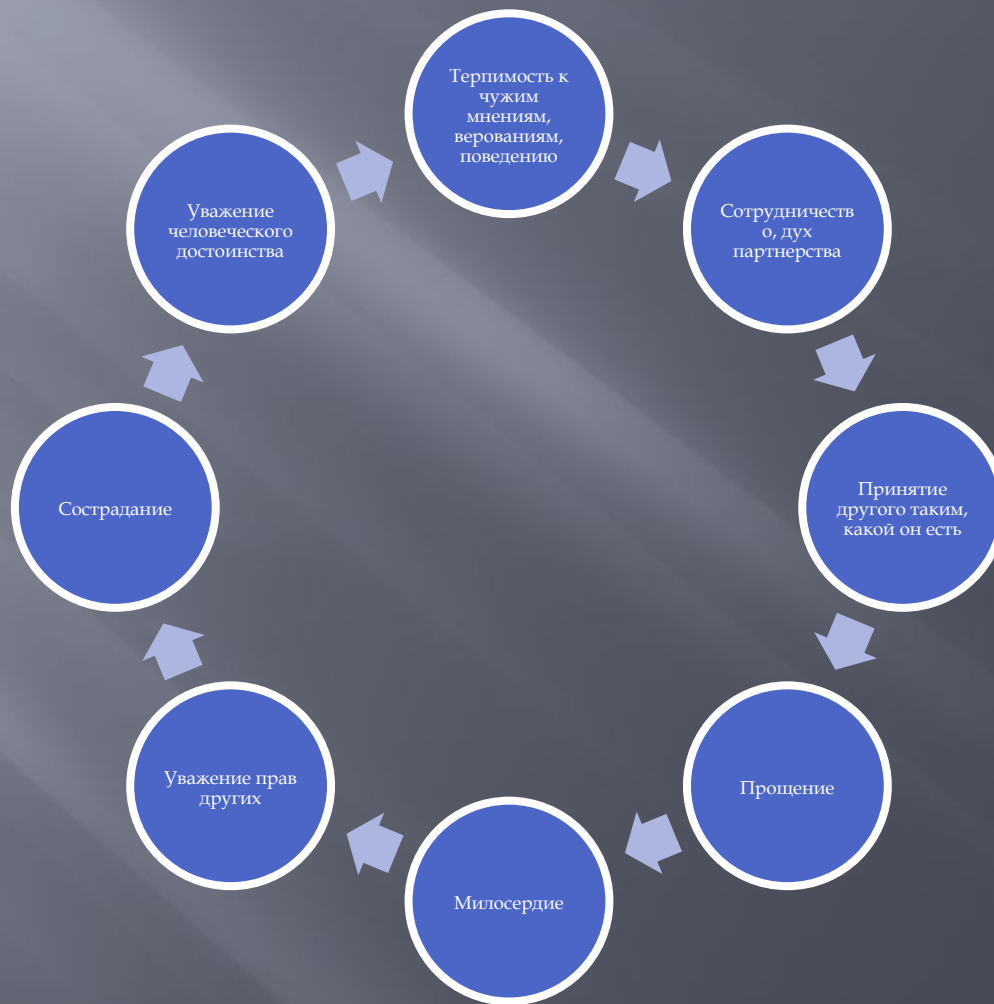 Терпимость к
чужим
мнениям,
верованиям,
поведению
Сотрудничеств
о, дух
партнерства
Принятие
другого таким,
какой он есть
Прощение
Милосердие
Уважение прав
других
Сострадание
Уважение
человеческого
достоинства